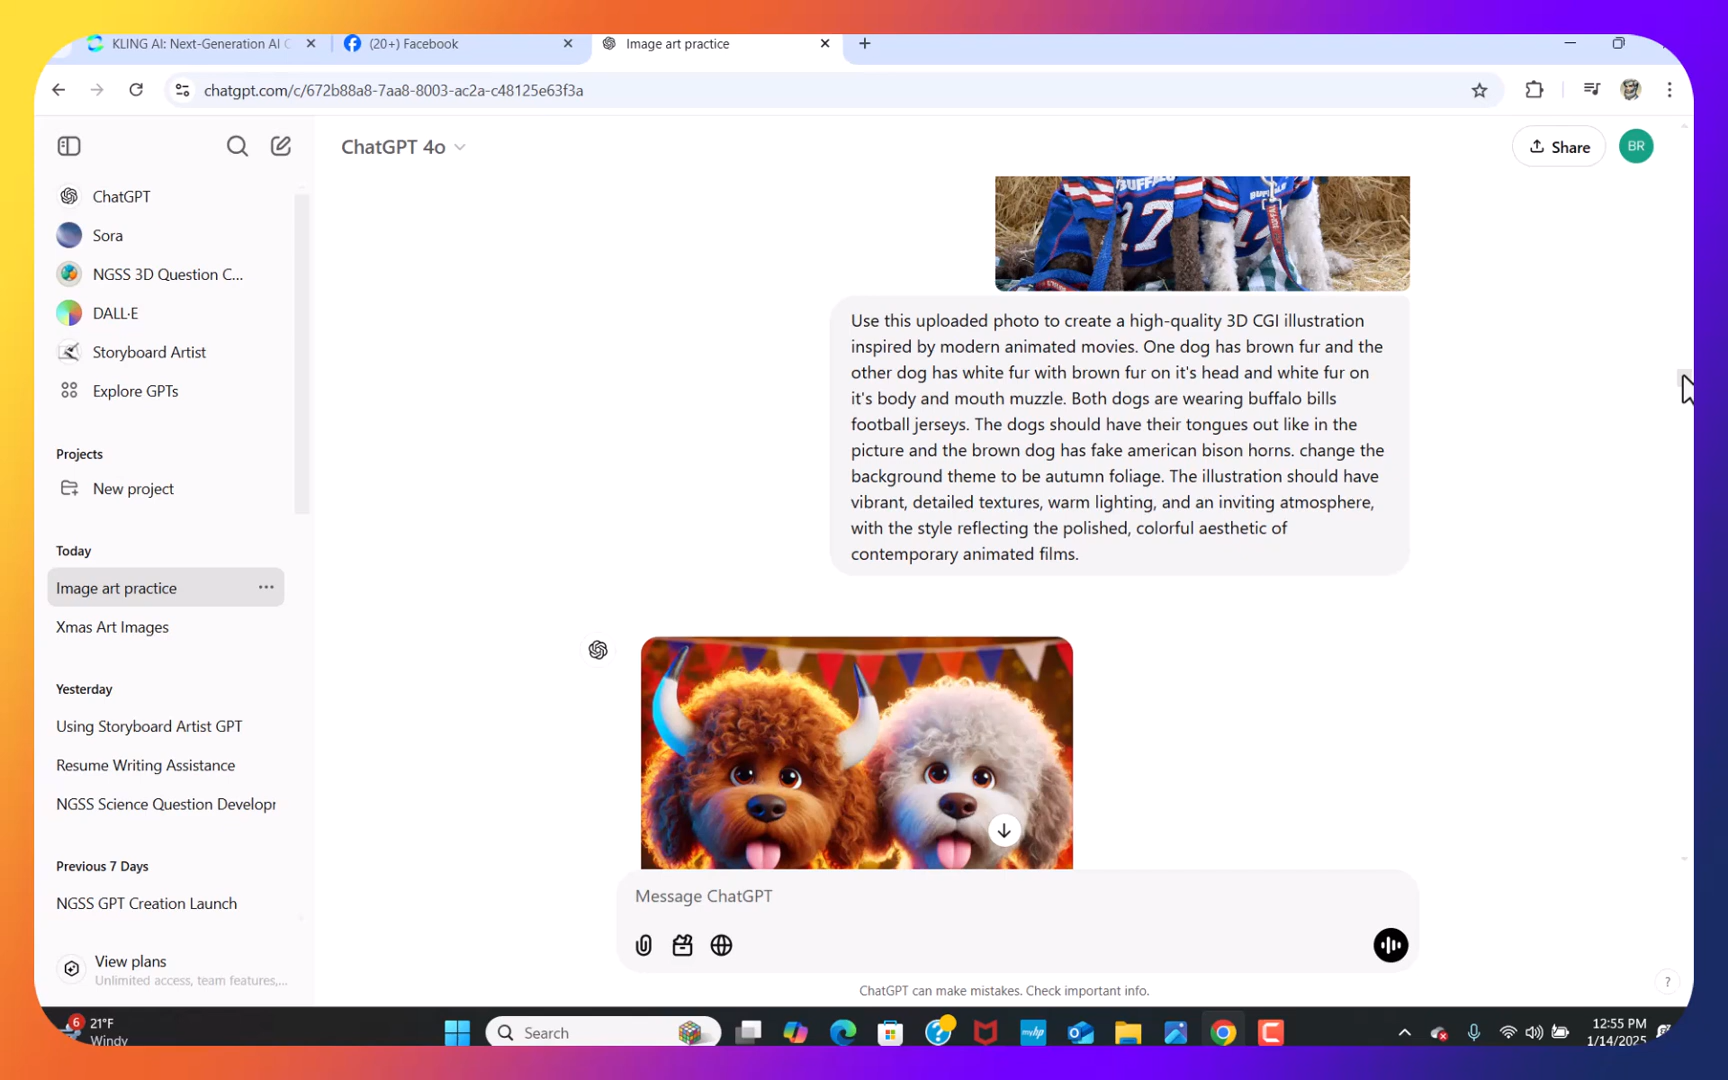 KLING AI: Next-Generation AI C
(20+) Facebook
Image art practice
chatgpt.com/c/672b88a8-7aa8-8003-ac2a-c48125e63f3a
ChatGPT 4o
Share
BR
ChatGPT
Sora
NGSS 3D Question C...
DALL·E
Storyboard Artist
Explore GPTs
Projects
New project
Today
Image art practice
Xmas Art Images
Yesterday
Using Storyboard Artist GPT
Resume Writing Assistance
NGSS Science Question Develop
Previous 7 Days
NGSS GPT Creation Launch
View plans
Unlimited access, team features,...
BUFFALO
17
Use this uploaded photo to create a high-quality 3D CGI illustration
inspired by modern animated movies. One dog has brown fur and the
other dog has white fur with brown fur on it's head and white fur on
it's body and mouth muzzle. Both dogs are wearing buffalo bills
football jerseys. The dogs should have their tongues out like in the
picture and the brown dog has fake american bison horns. change the
background theme to be autumn foliage. The illustration should have
vibrant, detailed textures, warm lighting, and an inviting atmosphere,
with the style reflecting the polished, colorful aesthetic of
contemporary animated films.
Message ChatGPT
ChatGPT can make mistakes. Check important info.
?
6
21°F
Windy
Search
myhp
12:55 PM
1/14/2025